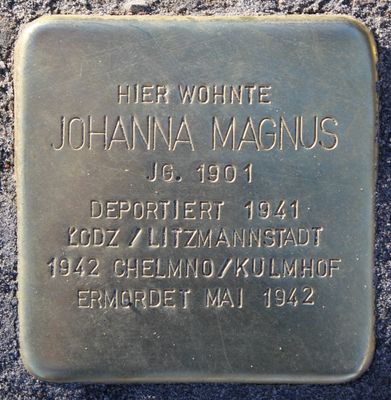 HIER WOHNTE
JOHANNA MAGNUS
JG. 1901
DEPORTIERT 1941
ŁODZ / LITZMANNSTADT
1942 CHELMNO / KULMHOF
ERMORDET MAI 1942